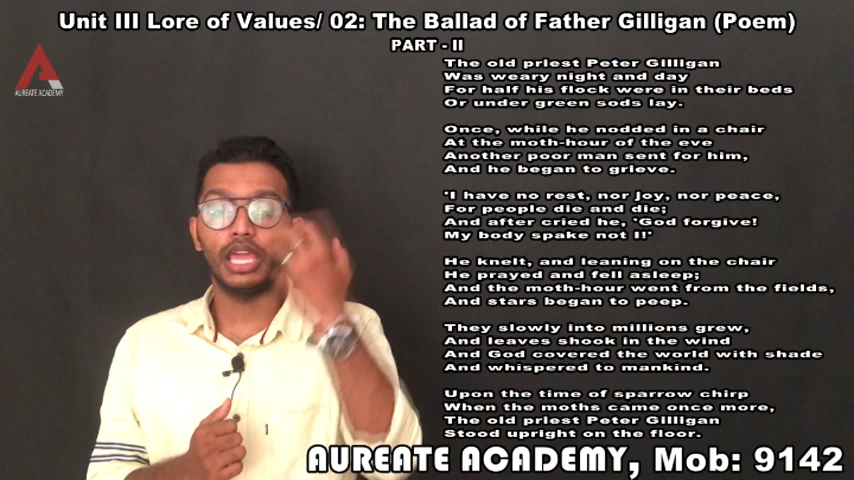 Unit III Lore of Values/ 02: The Ballad of Father Gilligan (Poem)
PART - II
AUREATE ACADEMY
The old priest Peter Gillligan
Was weary night and day
For half his flock were in their beds
Or under green sods lay.
Once, while he nodded in a chair
At the moth-hour of the eve
Another poor man sent for him,
And he began to grieve.
'I have no rest, nor joy, nor peace,
For people die and die;
And after cried he, 'God forgive!
My body spake not I!'
He knelt, and leaning on the chair
He prayed and fell asleep;
And the moth-hour went from the fields,
And stars began to peep.
They slowly into millions grew,
And leaves shook in the wind
And God covered the world with shade
And whispered to mankind.
Upon the time of sparrow chirp
When the moths came once more,
The old priest Peter Gillligan
Stood upright on the floor.
AUREATE ACADEMY, Mob: 9142